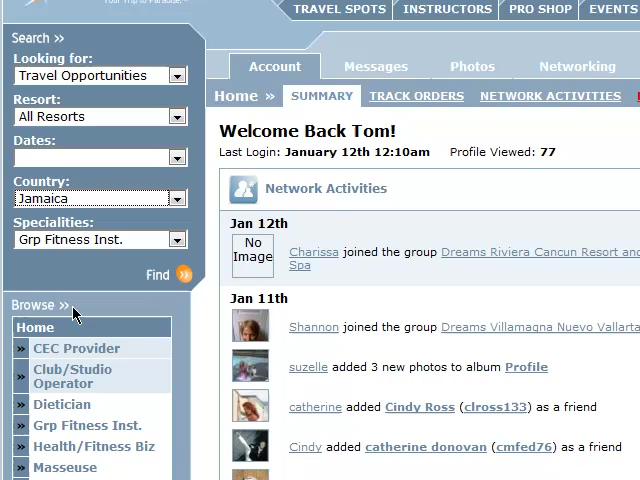 Your Trip to Paradise
TRAVEL SPOTS INSTRUCTORS PRO SHOP EVENTS
Search »
Looking for:
Travel Opportunities
Resort:
All Resorts
Dates:
Country:
Jamaica
Specialities:
Grp Fitness Inst.
Find »
Browse »
Home
» CEC Provider
» Club/Studio
Operator
» Dietician
» Grp Fitness Inst.
» Health/Fitness Biz
» Masseuse
Account Messages Photos Networking
Home » SUMMARY TRACK ORDERS NETWORK ACTIVITIES
Welcome Back Tom!
Last Login: January 12th 12:10am Profile Viewed: 77
Network Activities
Jan 12th
No
Image
Charissa joined the group Dreams Riviera Cancun Resort and
Spa
Jan 11th
Shannon joined the group Dreams Villamagna Nuevo Vallarta
suzelle added 3 new photos to album Profile
catherine added Cindy Ross (clross133) as a friend
Cindy added catherine donovan (cmfed76) as a friend